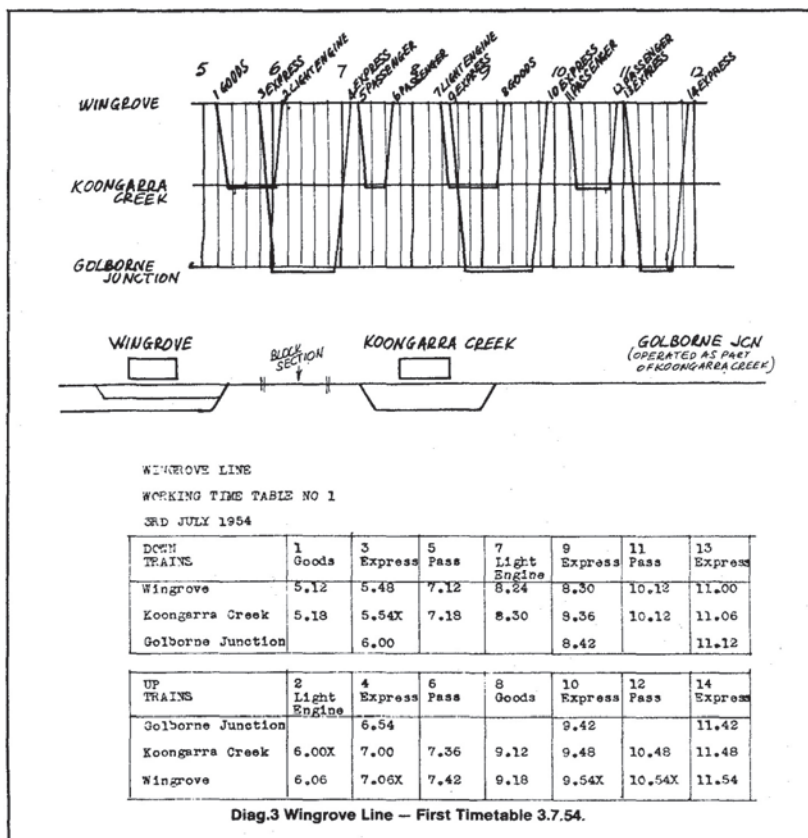 5 1 GOODS 6 3 EXPRESS 2 LIGHT ENGINE 7 4 EXPRESS 5 PASSENGER 8 6 PASSENGER 7 LIGHT ENGINE 9 EXPRESS 9 8 GOODS 10 10 EXPRESS 11 PASSENGER 11 12 PASSENGER 13 EXPRESS 12 14 EXPRESS
WINGROVE
KOONGARRA
CREEK
GOLBORNE
JUNCTION
WINGROVE BLOCK SECTION KOONGARRA CREEK GOLBORNE JCN
(OPERATED AS PART
OF KOONGARRA CREEK)
WINGROVE LINE
WORKING TIME TABLE NO 1
3RD JULY 1954
DOWN 1 3 5 7 9 11 13
TRAINS Goods Express Pass Light Express Pass Express
Engine
Wingrove 5.12 5.48 7.12 8.24 8.30 10.12 11.00
Koongarra Creek 5.18 5.54X 7.18 8.30 9.36 10.12 11.06
Golborne Junction 6.00 8.42 11.12
UP 2 4 6 8 10 12 14
TRAINS Light Express Pass Goods Express Pass Express
Engine
Golborne Junction 6.54 9.42 11.42
Koongarra Creek 6.00X 7.00 7.36 9.12 9.48 10.48 11.48
Wingrove 6.06 7.06X 7.42 9.18 9.54X 10.54X 11.54
Diag.3 Wingrove Line — First Timetable 3.7.54.